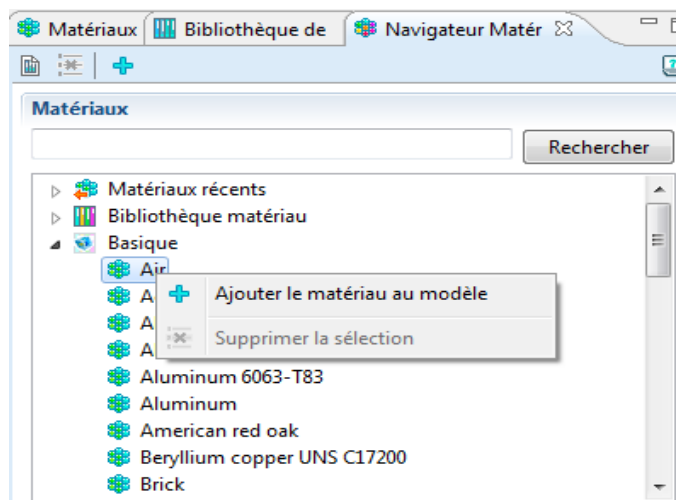 Matériaux Bibliothèque de Navigateur Matér
Matériaux
Rechercher
Matériaux récents
Bibliothèque matériau
Basique
Air
A Ajouter le matériau au modèle
A
A Supprimer la sélection
Aluminum 6063-T83
Aluminum
American red oak
Beryllium copper UNS C17200
Brick